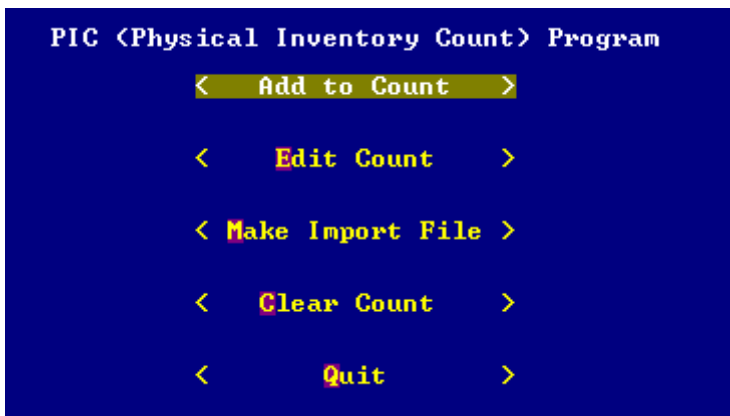 PIC (Physical Inventory Count) Program
< Add to Count >
< Edit Count >
< Make Import File >
< Clear Count >
< Quit >